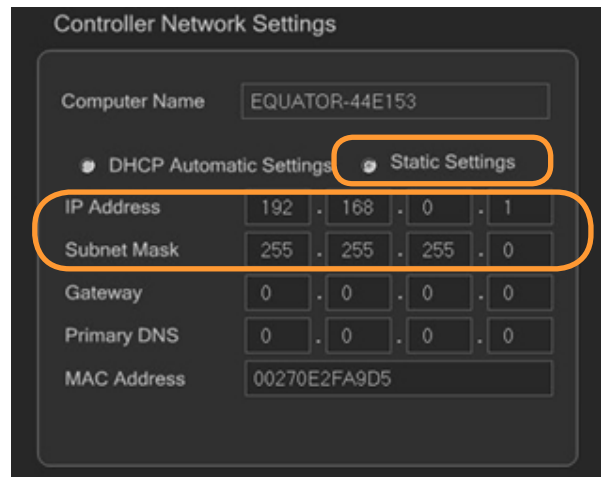 Controller Network Settings
Computer Name EQUATOR-44E153
DHCP Automatic Settings Static Settings
IP Address 192 . 168 . 0 . 1
Subnet Mask 255 . 255 . 255 . 0
Gateway 0 . 0 . 0 . 0
Primary DNS 0 . 0 . 0 . 0
MAC Address 00270E2FA9D5